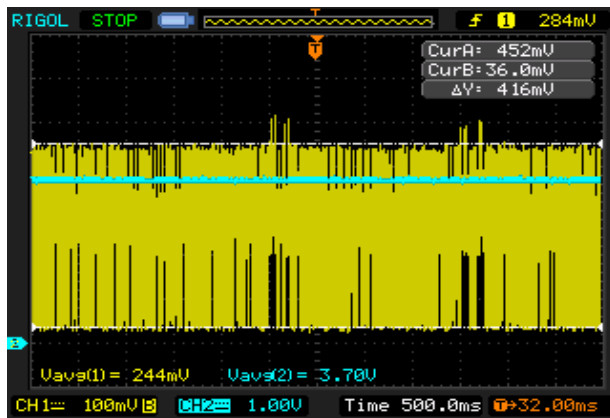 RIGOL STOP T f 1 284mV
T
CurA: 452mV
CurB: 36.0mV
ΔY: 416mV
Vavg(1)= 244mV Vavg(2)= 3.70V
CH1 100mV B CH2 1.00V Time 500.0ms T→32.00ms